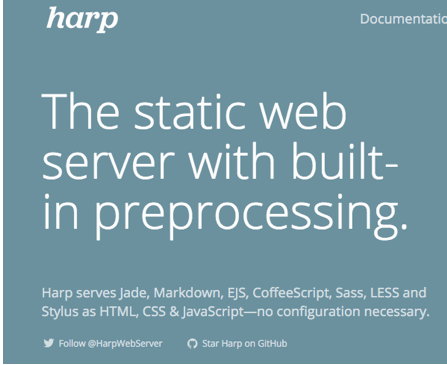 harp
Documentatio
The static web
server with built-
in preprocessing.
Harp serves Jade, Markdown, EJS, CoffeeScript, Sass, LESS and
Stylus as HTML, CSS & JavaScript—no configuration necessary.
Follow @HarpWebServer
Star Harp on GitHub